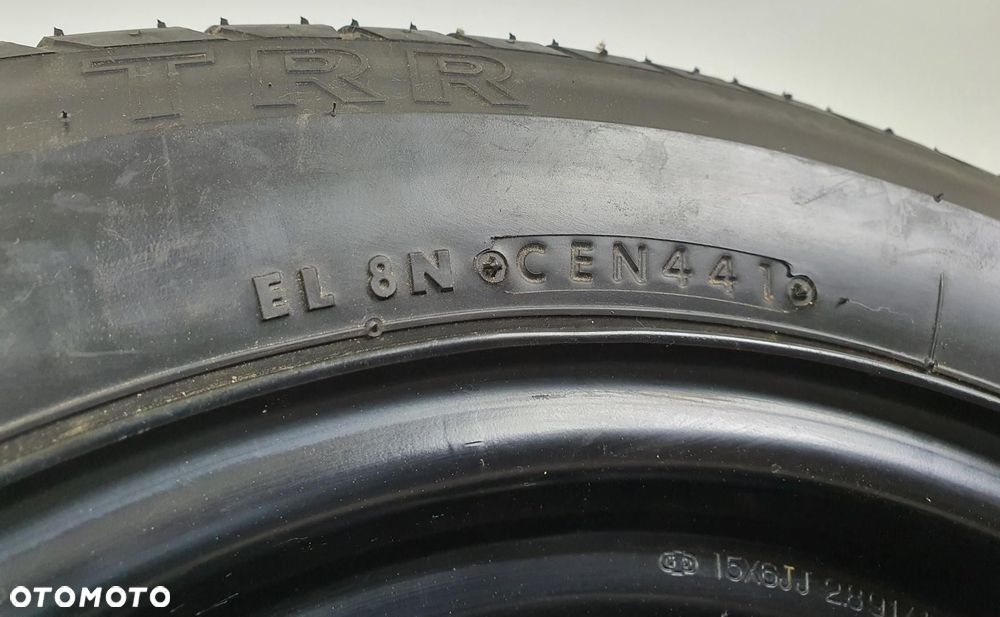 TRR
EL 8N CEN441
15X6JJ
OTOMOTO